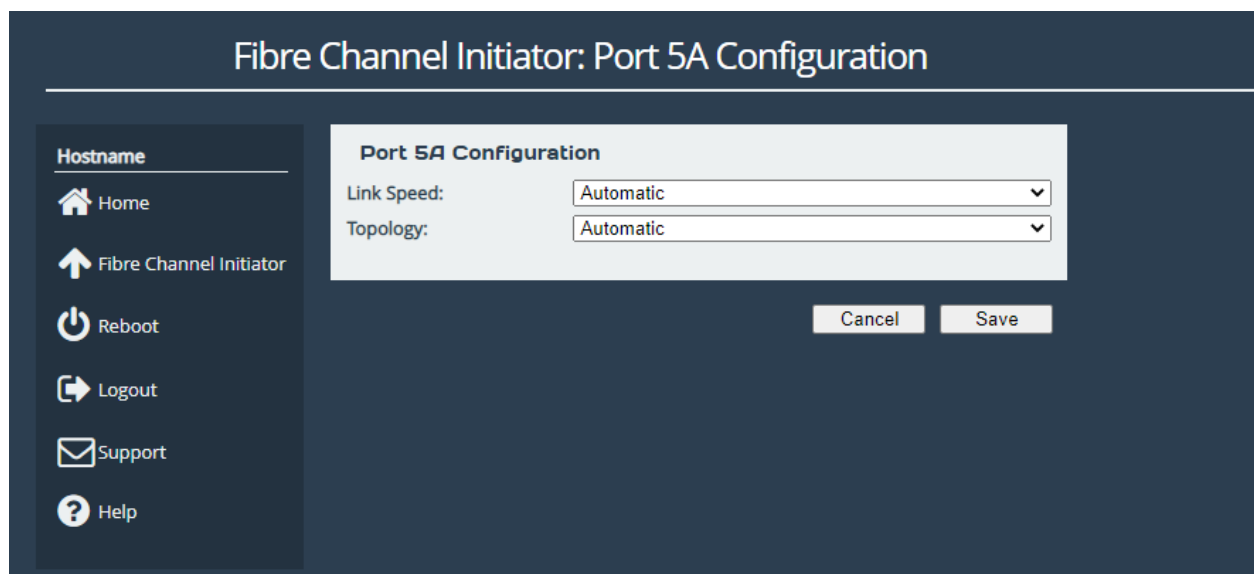 Fibre Channel Initiator: Port 5A Configuration
Hostname
Home
Fibre Channel Initiator
Reboot
Logout
Support
Help
Port 5A Configuration
Link Speed: Automatic
Topology: Automatic
Cancel Save